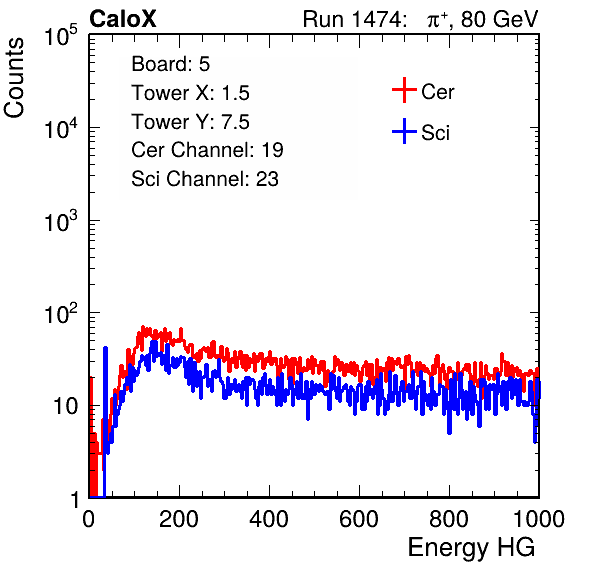 CaloX Run 1474: π⁺, 80 GeV
Counts
Board: 5
Tower X: 1.5
Tower Y: 7.5
Cer Channel: 19
Sci Channel: 23
Cer
Sci
10⁵
10⁴
10³
10²
10
1
0 200 400 600 800 1000
Energy HG